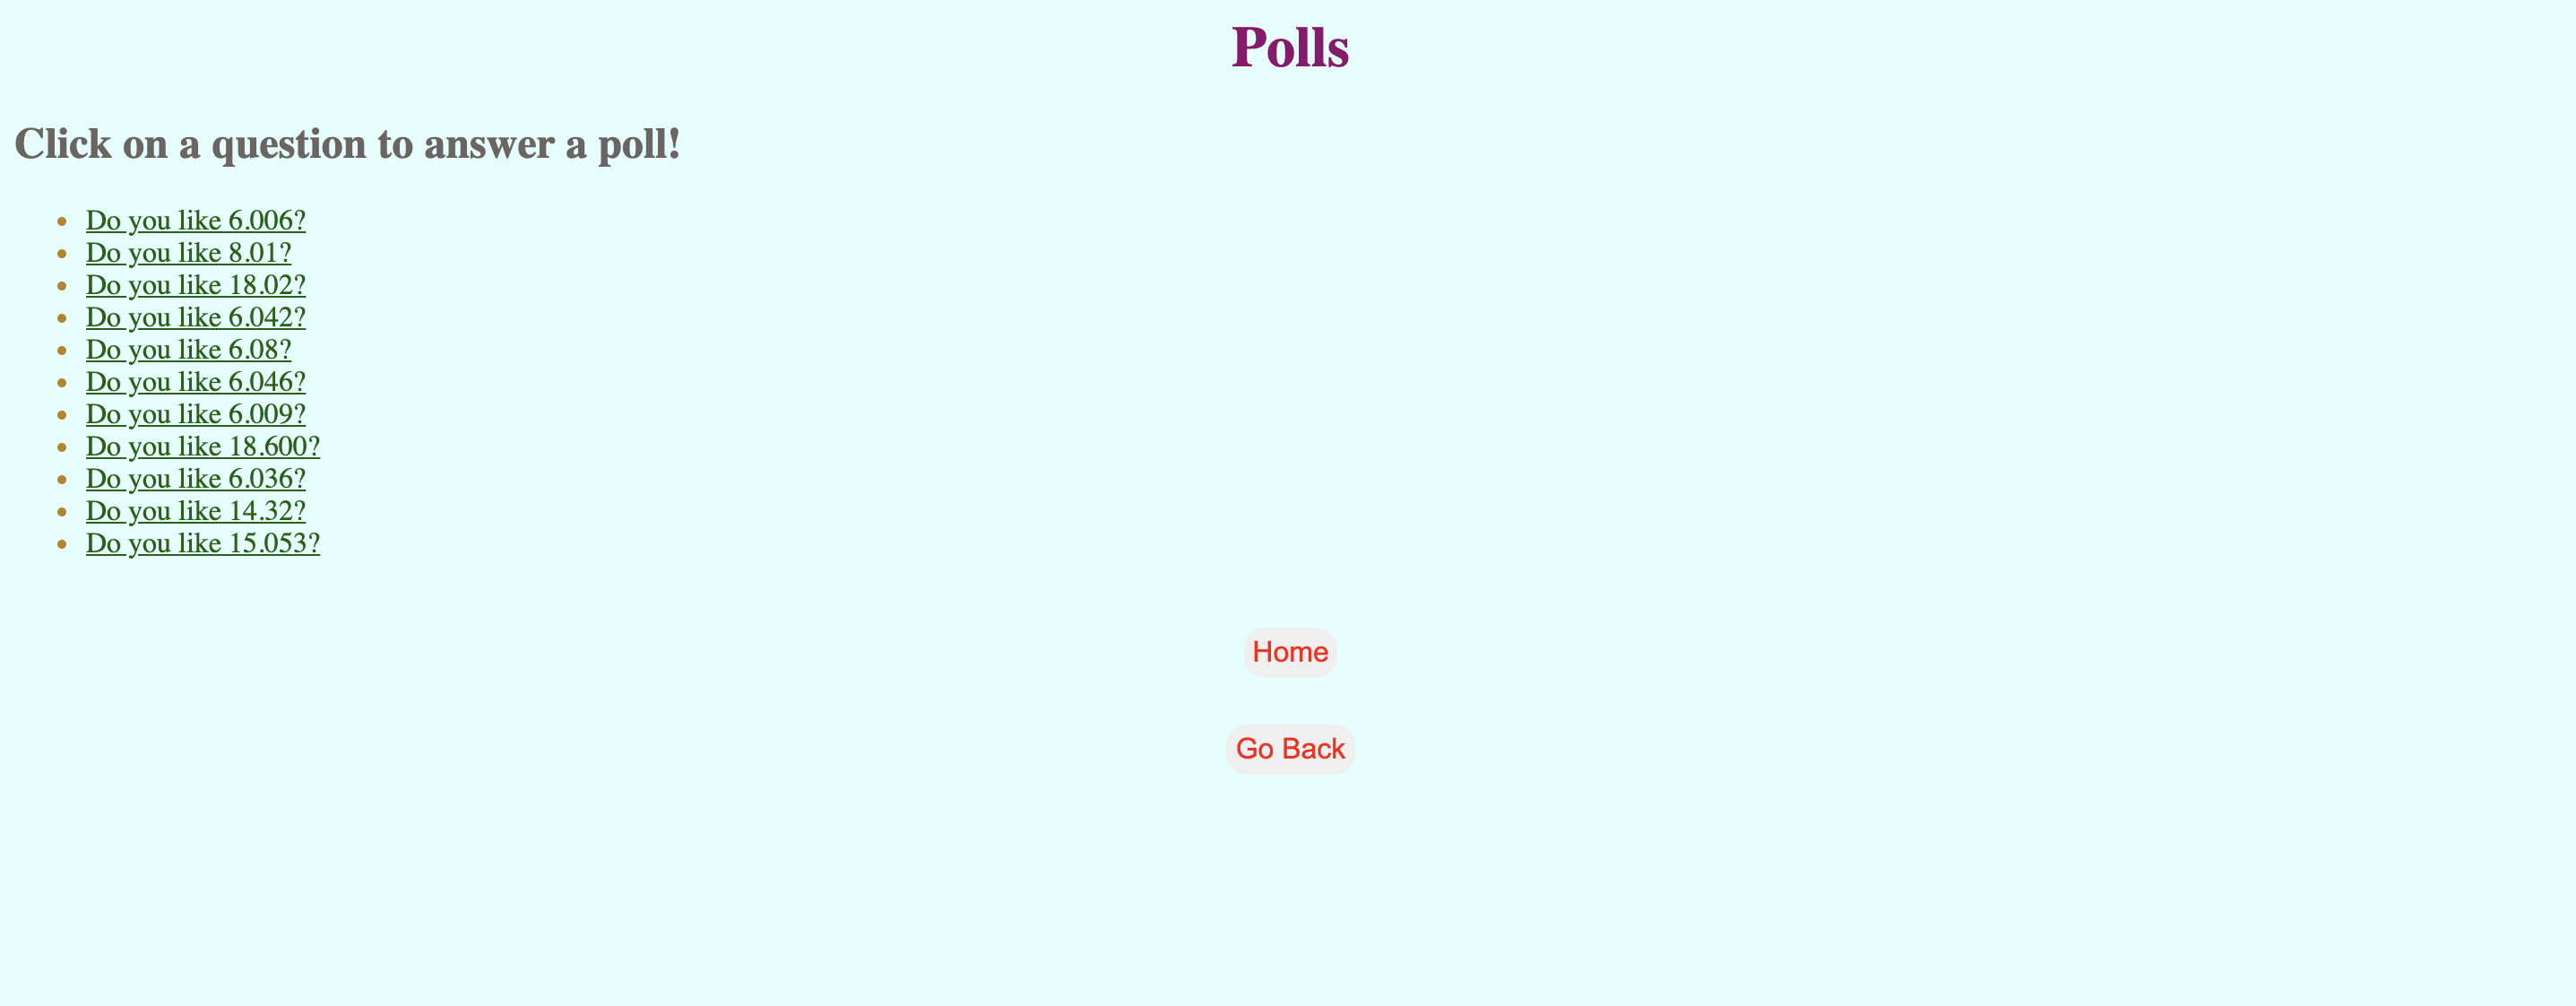 Polls
Click on a question to answer a poll!
Do you like 6.006?
Do you like 8.01?
Do you like 18.02?
Do you like 6.042?
Do you like 6.08?
Do you like 6.046?
Do you like 6.009?
Do you like 18.600?
Do you like 6.036?
Do you like 14.32?
Do you like 15.053?
Home
Go Back